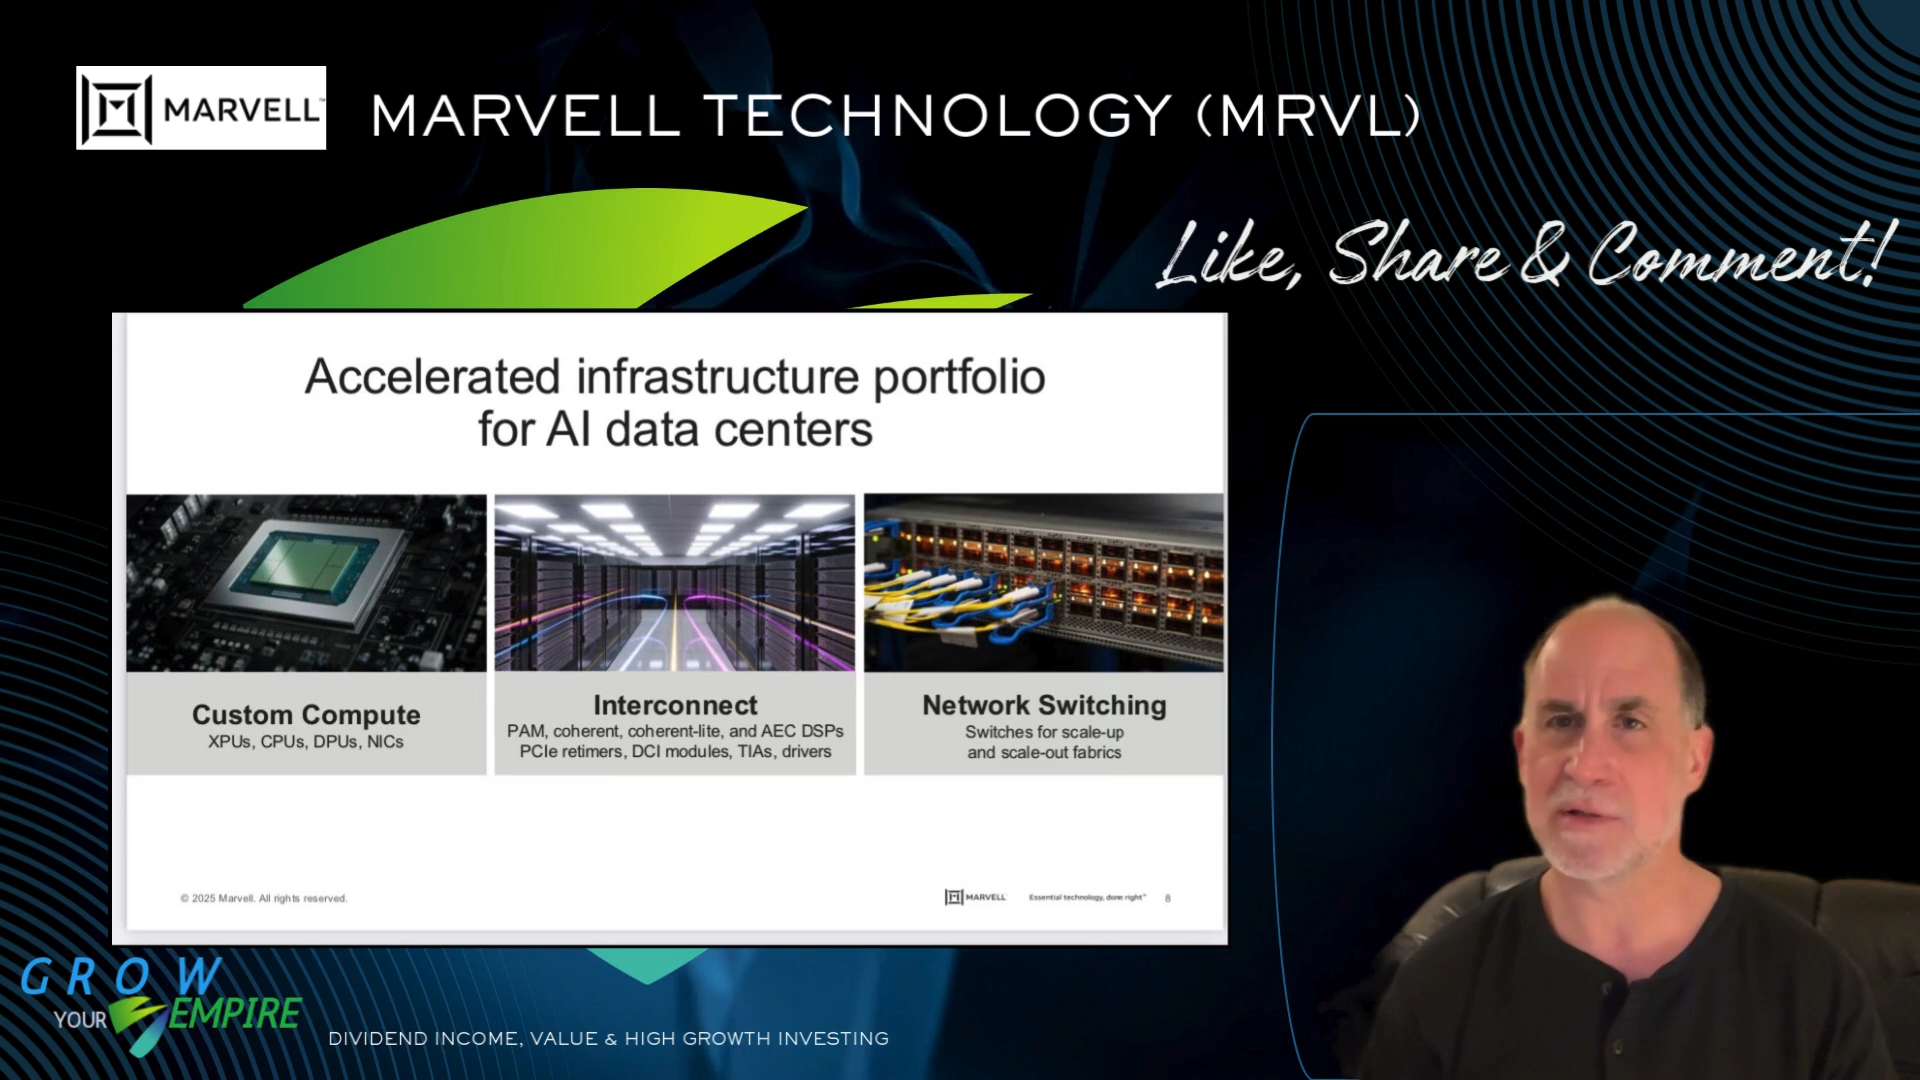 MARVELL™
MARVELL TECHNOLOGY (MRVL)
Like, Share & Comment!
Accelerated infrastructure portfolio
for AI data centers
Custom Compute
XPUs, CPUs, DPUs, NICs
Interconnect
PAM, coherent, coherent-lite, and AEC DSPs
PCIe retimers, DCI modules, TIAs, drivers
Network Switching
Switches for scale-up
and scale-out fabrics
© 2025 Marvell. All rights reserved.
MARVELL
Essential technology, done right™
8
GROW
YOUR EMPIRE
DIVIDEND INCOME, VALUE & HIGH GROWTH INVESTING